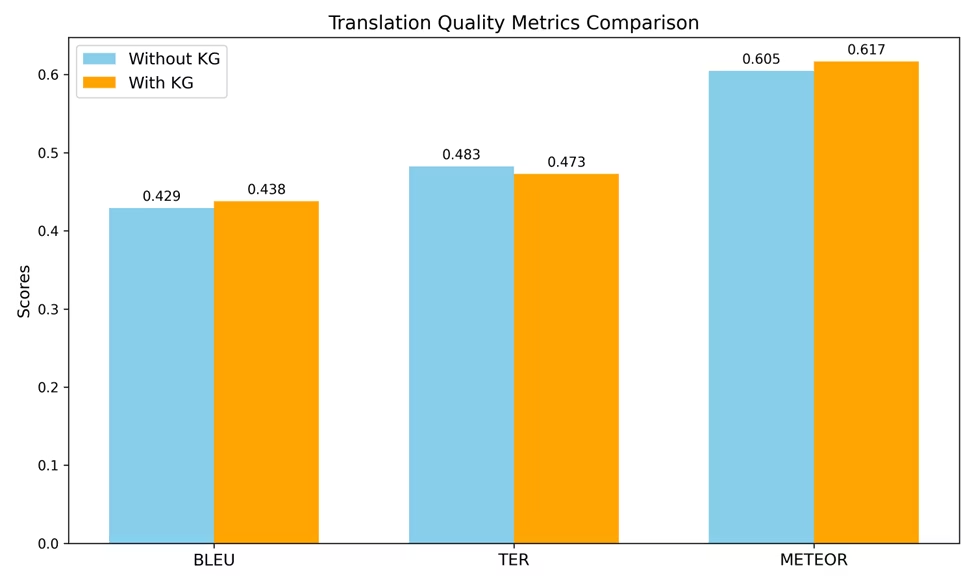 Translation Quality Metrics Comparison
Without KG
With KG
Scores
0.6
0.5
0.4
0.3
0.2
0.1
0.0
0.429
0.438
0.483
0.473
0.605
0.617
BLEU
TER
METEOR